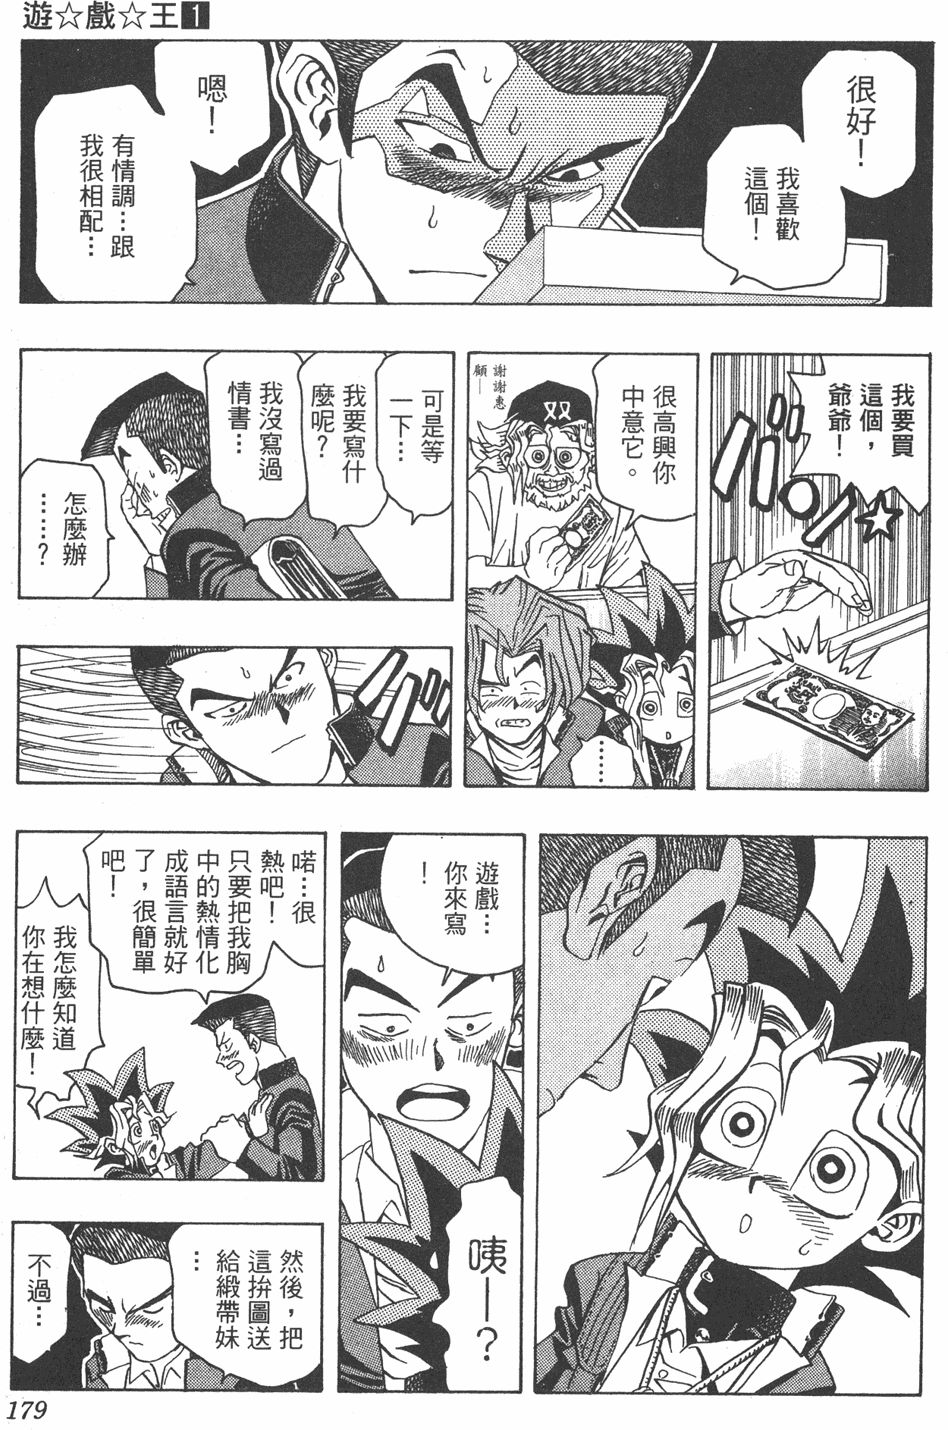 遊☆戲☆王1
很好！
我喜歡
這個！
嗯！
有情調…跟
我很相配…
我要買
這個，
爺爺！
バンッ☆
很高興你
中意它。
謝謝惠
顧—
双双
……
可是等
一下…
我要寫什
麼呢？
我沒寫過
情書…
怎麼辦
……？
遊戲…
你來寫
！
咦—？
喏…很
熱吧！
只要把我胸
中的熱情化
成語言就好
了，很簡單
吧！
我怎麼知道
你在想什麼！
然後，把
這拚圖送
給緞帶妹
…
不過…
179